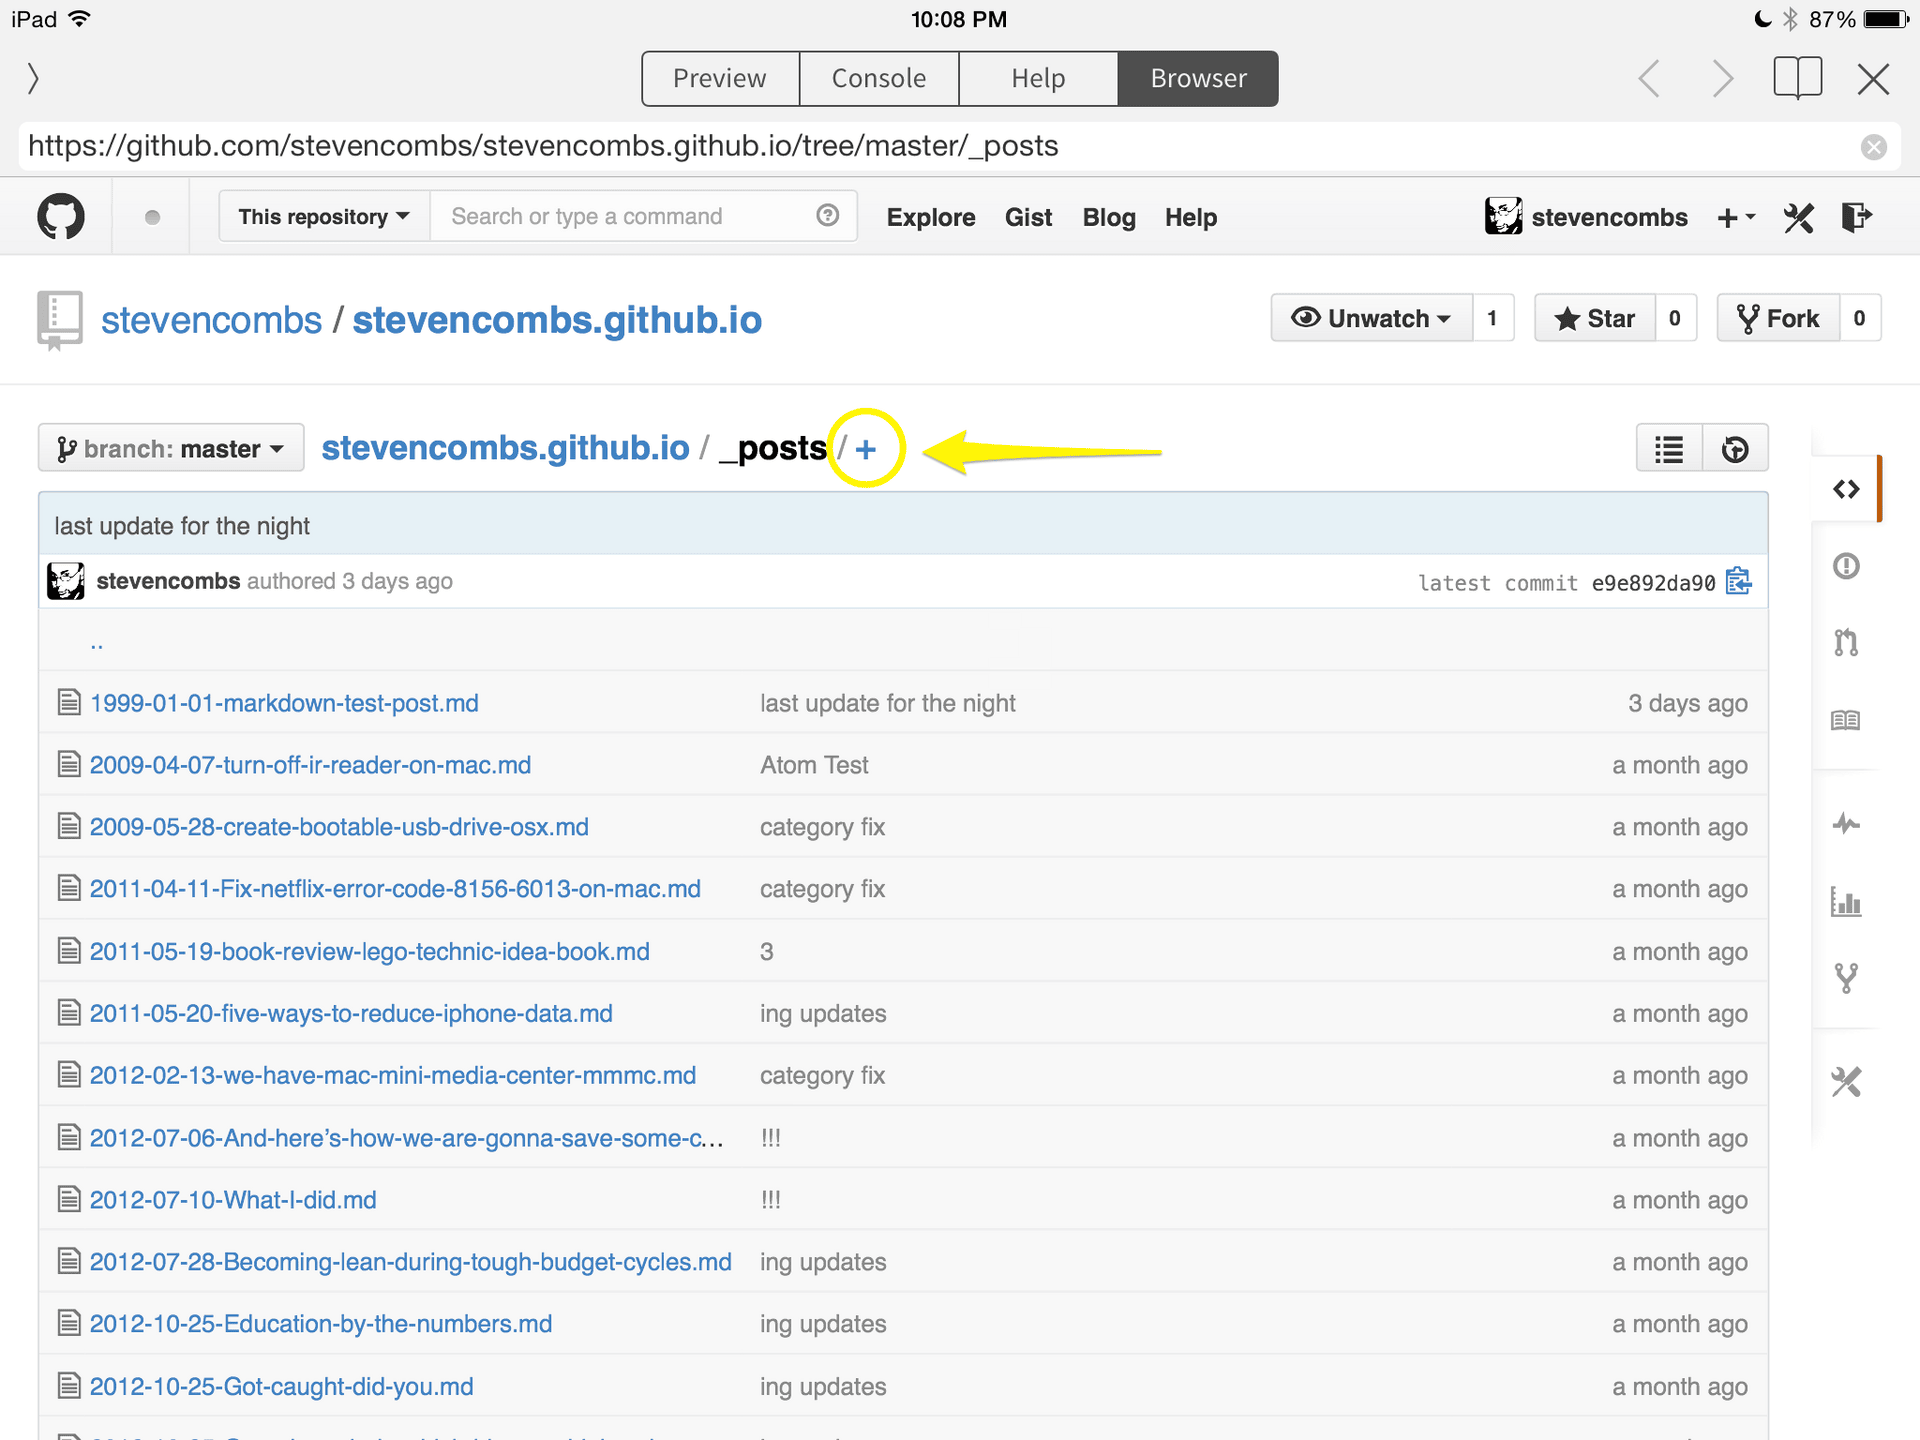 iPad 10:08 PM 87%
Preview Console Help Browser
https://github.com/stevencombs/stevencombs.github.io/tree/master/_posts
This repository Search or type a command Explore Gist Blog Help stevencombs
stevencombs / stevencombs.github.io Unwatch 1 Star 0 Fork 0
branch: master stevencombs.github.io / _posts / +
last update for the night
stevencombs authored 3 days ago latest commit e9e892da90
..
1999-01-01-markdown-test-post.md last update for the night 3 days ago
2009-04-07-turn-off-ir-reader-on-mac.md Atom Test a month ago
2009-05-28-create-bootable-usb-drive-osx.md category fix a month ago
2011-04-11-Fix-netflix-error-code-8156-6013-on-mac.md category fix a month ago
2011-05-19-book-review-lego-technic-idea-book.md 3 a month ago
2011-05-20-five-ways-to-reduce-iphone-data.md ing updates a month ago
2012-02-13-we-have-mac-mini-media-center-mmmc.md category fix a month ago
2012-07-06-And-here’s-how-we-are-gonna-save-some-c... !!! a month ago
2012-07-10-What-I-did.md !!! a month ago
2012-07-28-Becoming-lean-during-tough-budget-cycles.md ing updates a month ago
2012-10-25-Education-by-the-numbers.md ing updates a month ago
2012-10-25-Got-caught-did-you.md ing updates a month ago